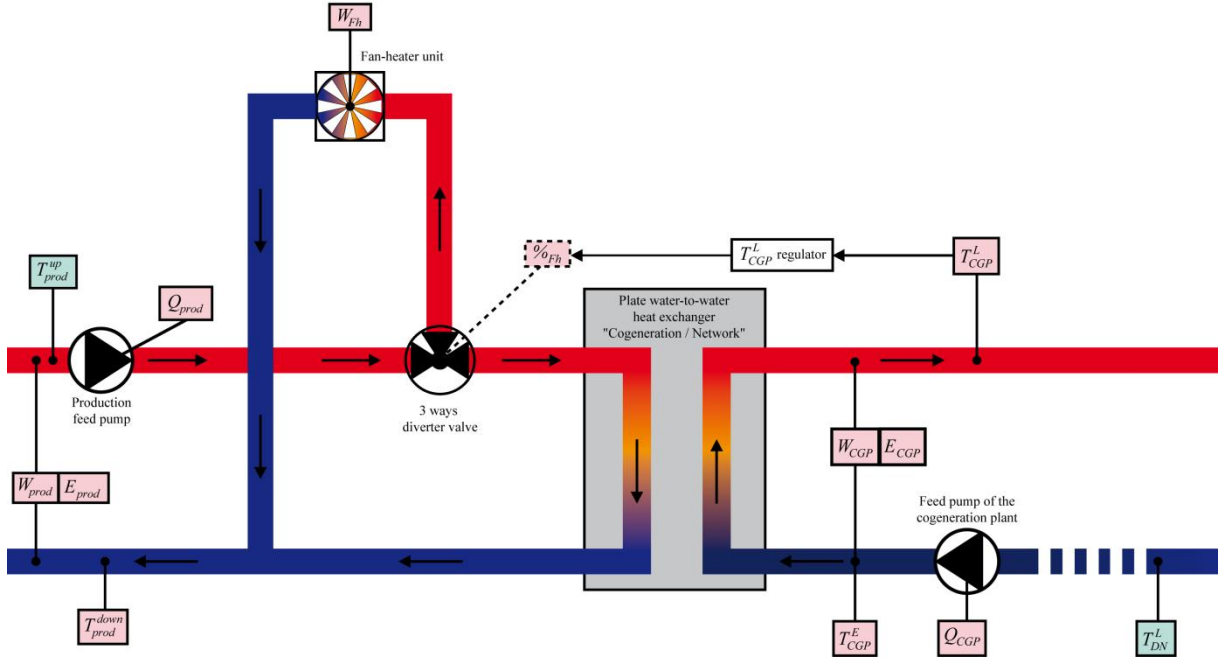 W_Fh
Fan-heater unit
%_Fh
T^L_CGP regulator
T^L_CGP
T^up_prod
Q_prod
Plate water-to-water
heat exchanger
"Cogeneration / Network"
Production
feed pump
3 ways
diverter valve
W_prod E_prod
W_CGP E_CGP
Feed pump of the
cogeneration plant
T^down_prod
T^E_CGP
Q_CGP
T^L_DN